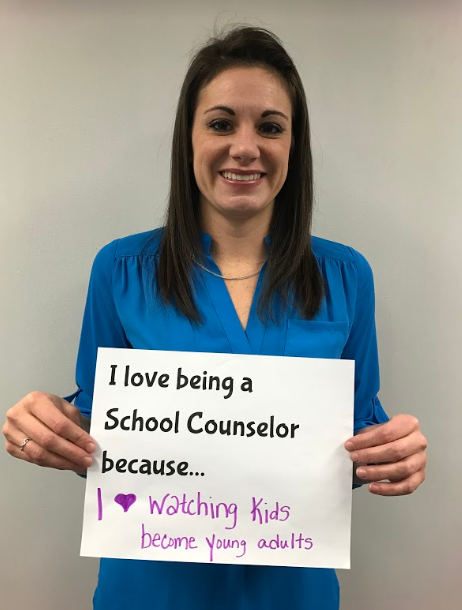 I love being a
School Counselor
because...
I ♥ Watching Kids
become young adults